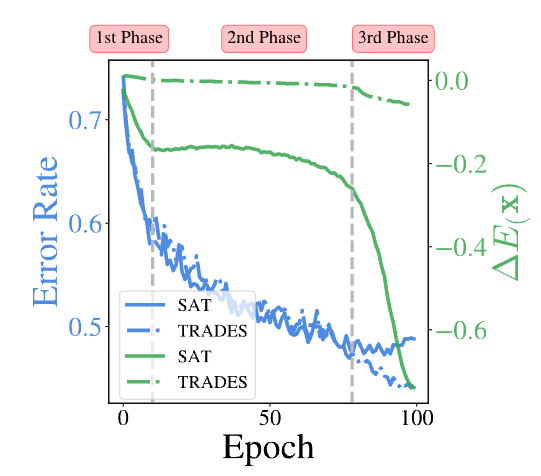 1st Phase 2nd Phase 3rd Phase
0.7
0.6
0.5
Error Rate
0.0
−0.2
−0.4
−0.6
ΔE(x)
SAT
TRADES
SAT
TRADES
0 50 100
Epoch